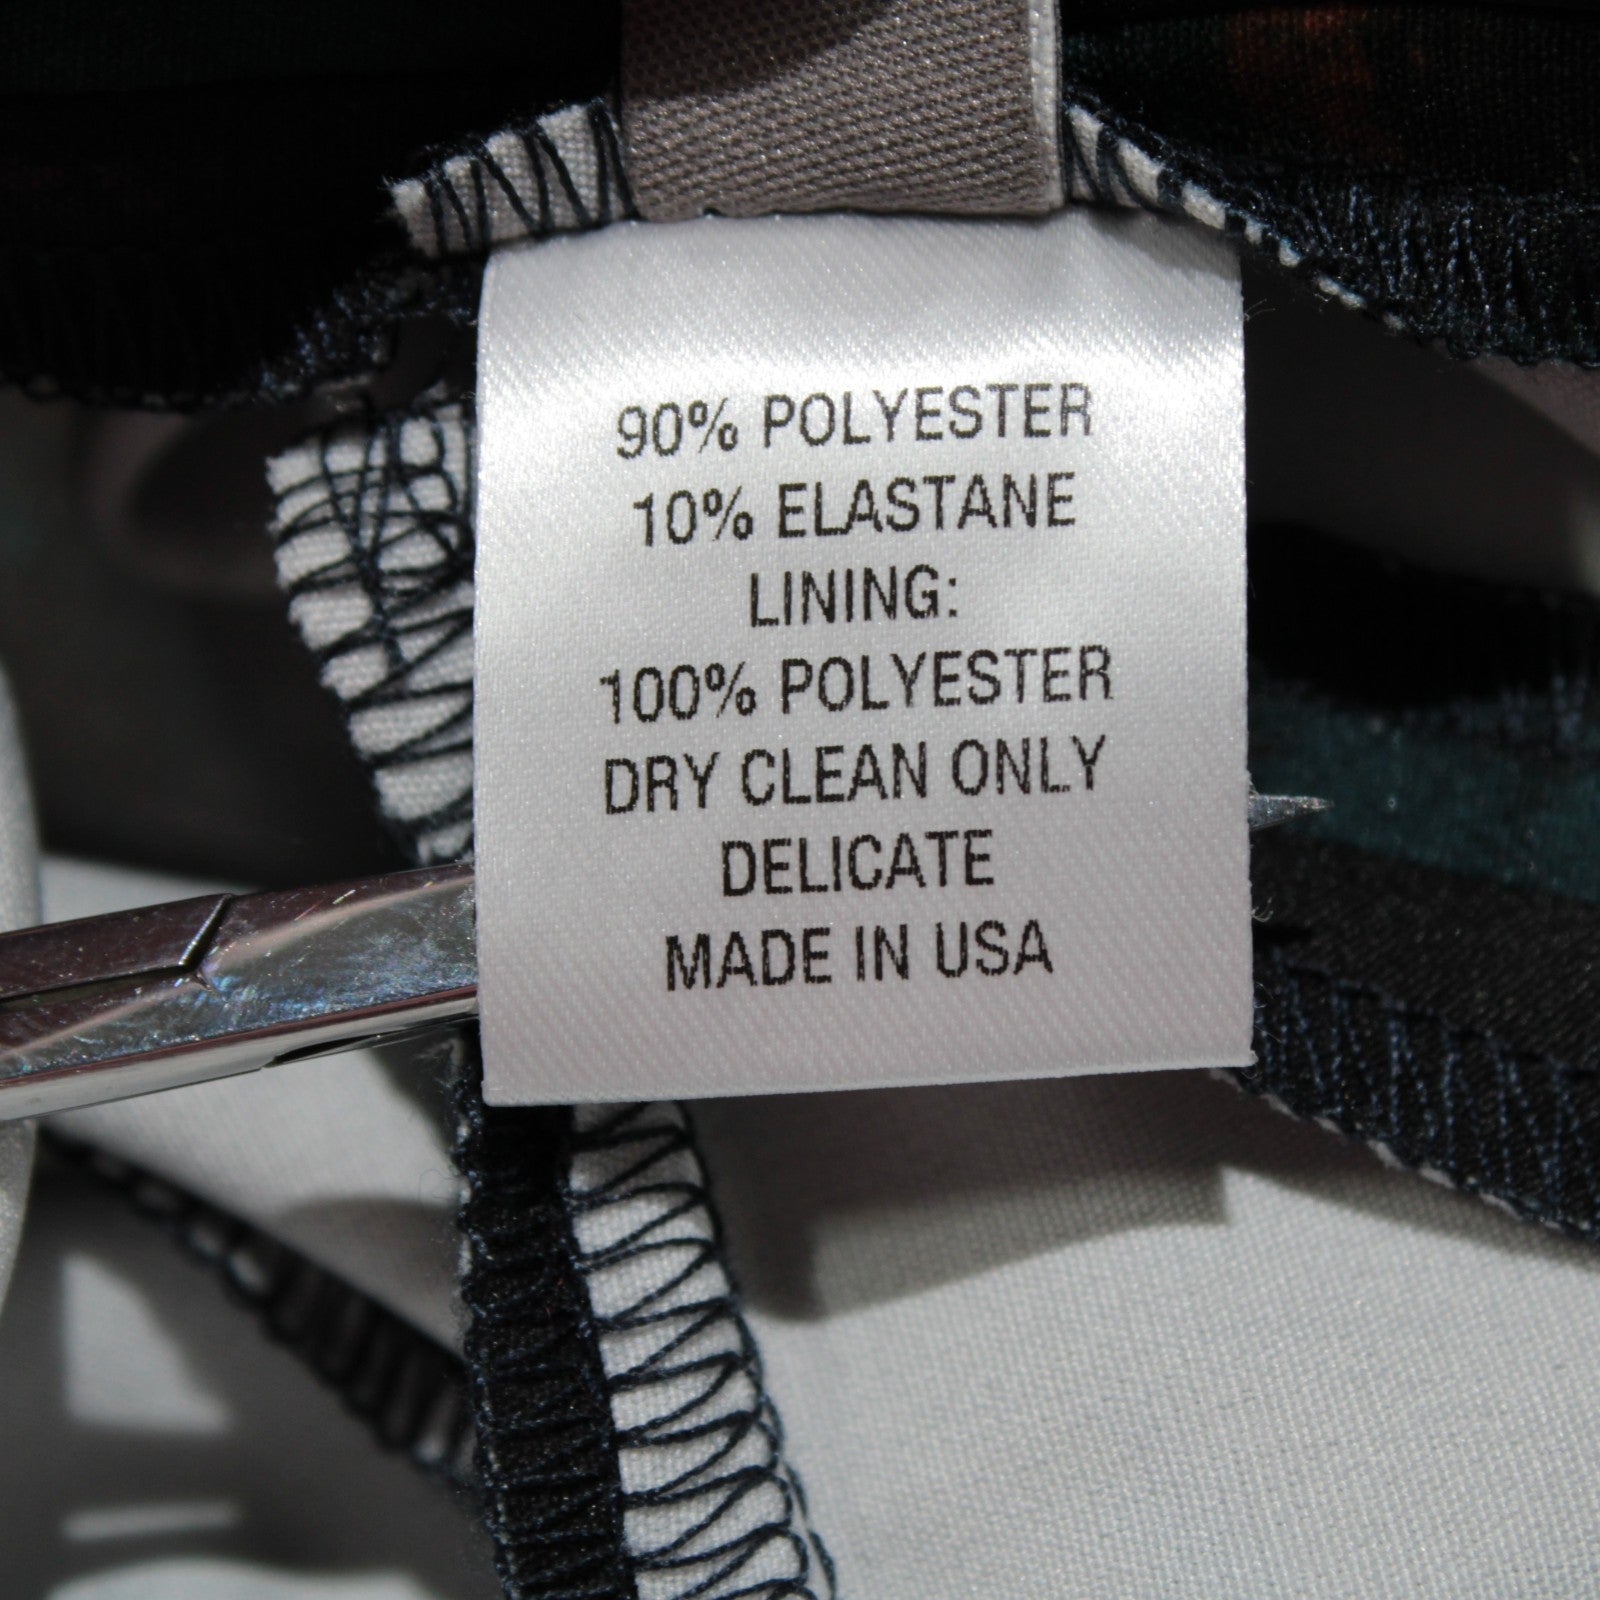 90% POLYESTER
10% ELASTANE
LINING:
100% POLYESTER
DRY CLEAN ONLY
DELICATE
MADE IN USA